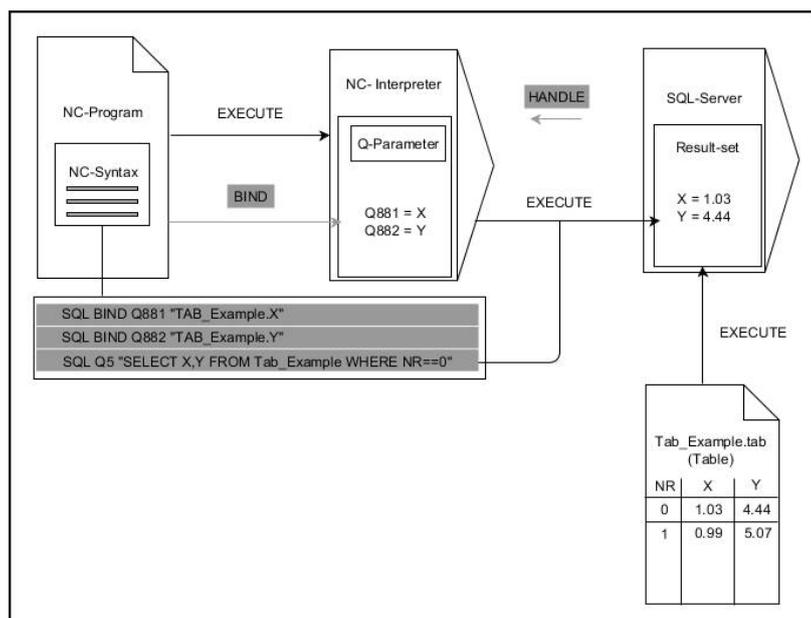 NC-Program
NC-Syntax
EXECUTE
BIND
NC- Interpreter
Q-Parameter
Q881 = X
Q882 = Y
HANDLE
EXECUTE
SQL-Server
Result-set
X = 1.03
Y = 4.44
SQL BIND Q881 "TAB_Example.X"
SQL BIND Q882 "TAB_Example.Y"
SQL Q5 "SELECT X,Y FROM Tab_Example WHERE NR==0"
EXECUTE
Tab_Example.tab
(Table)
NR X Y
0 1.03 4.44
1 0.99 5.07